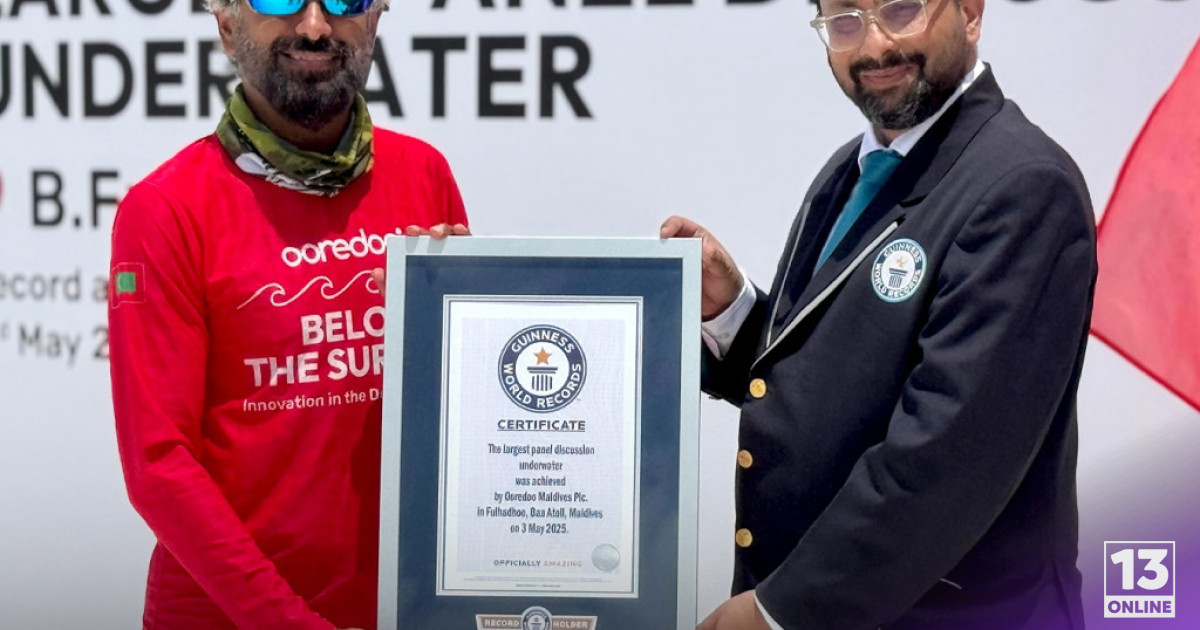 UNDERWATER
B.F
ecord a
May 2
ooredoo
BELO
THE SUR
Innovation in the De
GUINNESS
WORLD RECORDS
GUINNESS
WORLD RECORDS
CERTIFICATE
The largest panel discussion
underwater
was achieved
by Ooredoo Maldives Plc.
in Fulhadhoo, Baa Atoll, Maldives
on 3 May 2025.
OFFICIALLY AMAZING
RECORD HOLDER
13
ONLINE